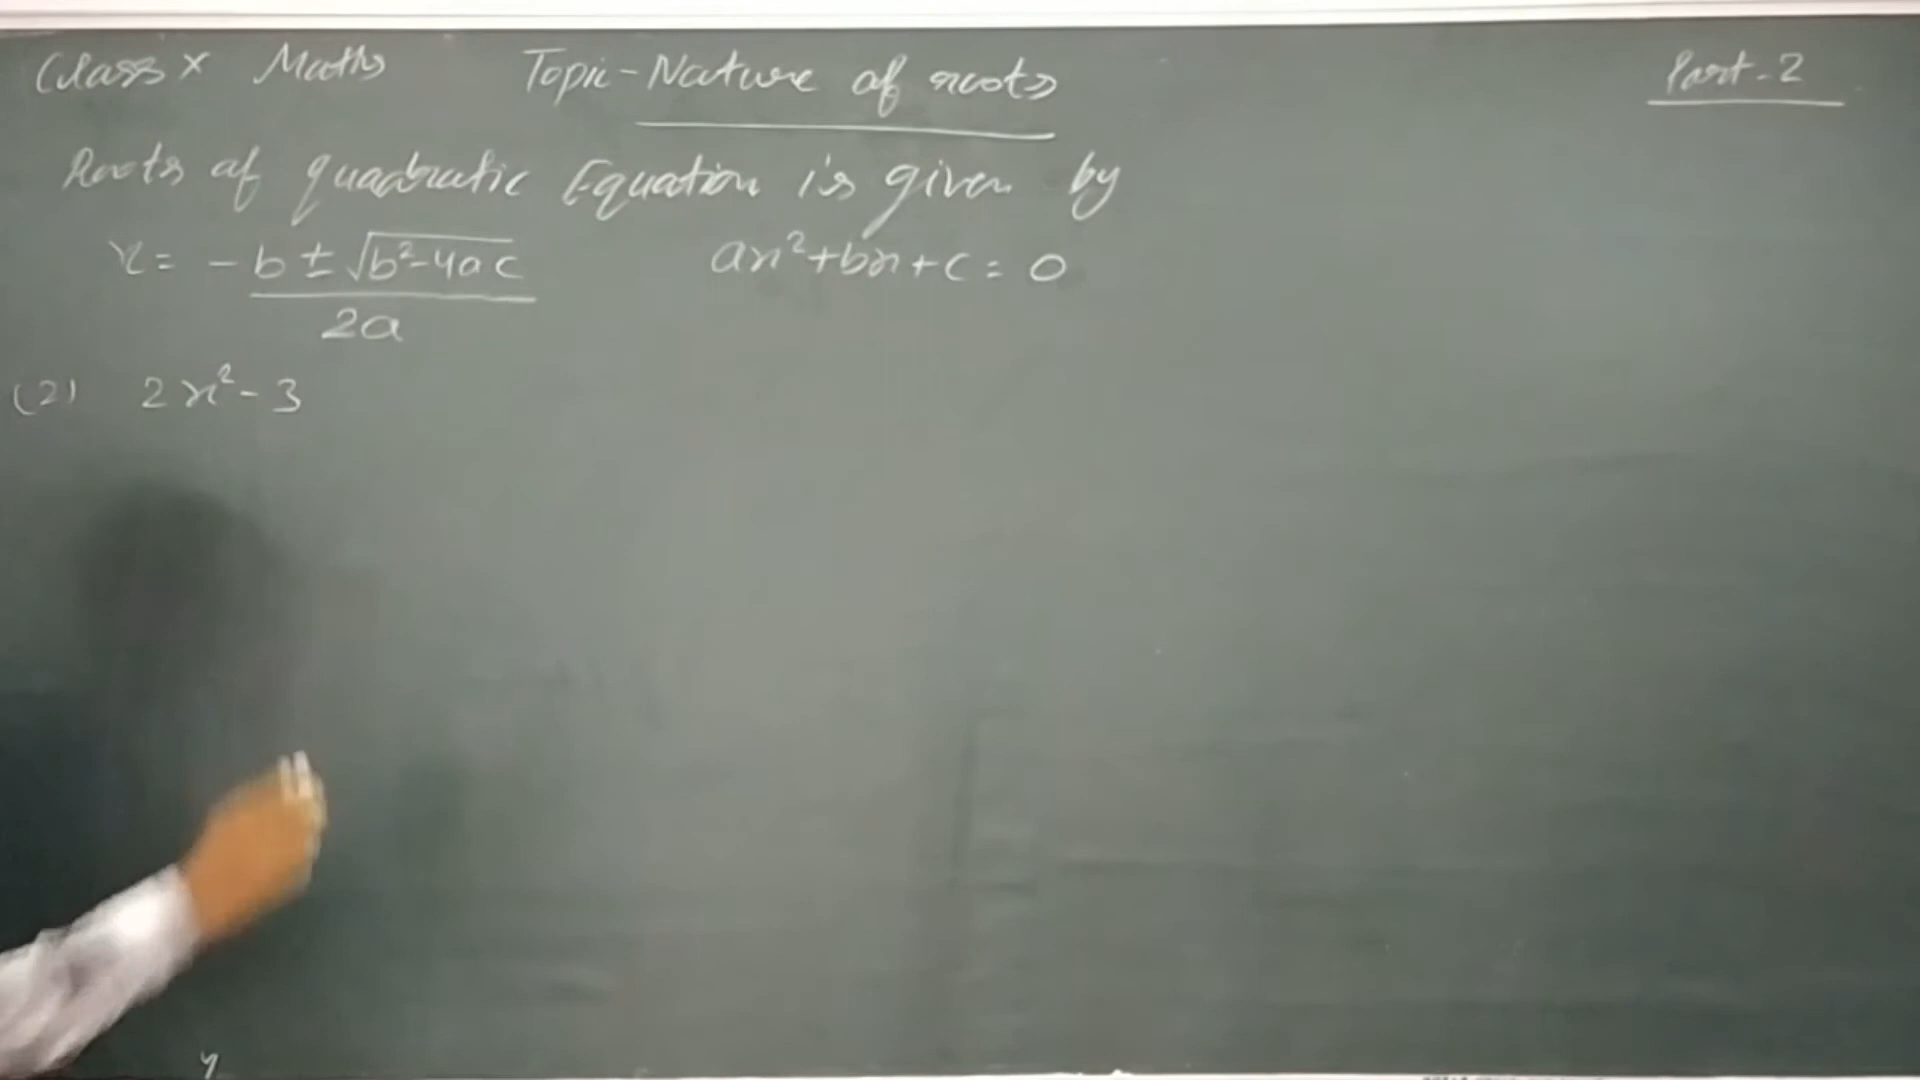 Class X Maths Topic-Nature of roots Part-2
Roots of quadratic Equation is given by
x = -b ± √b²-4ac ax²+bx+c = 0
2a
(2) 2x² - 3